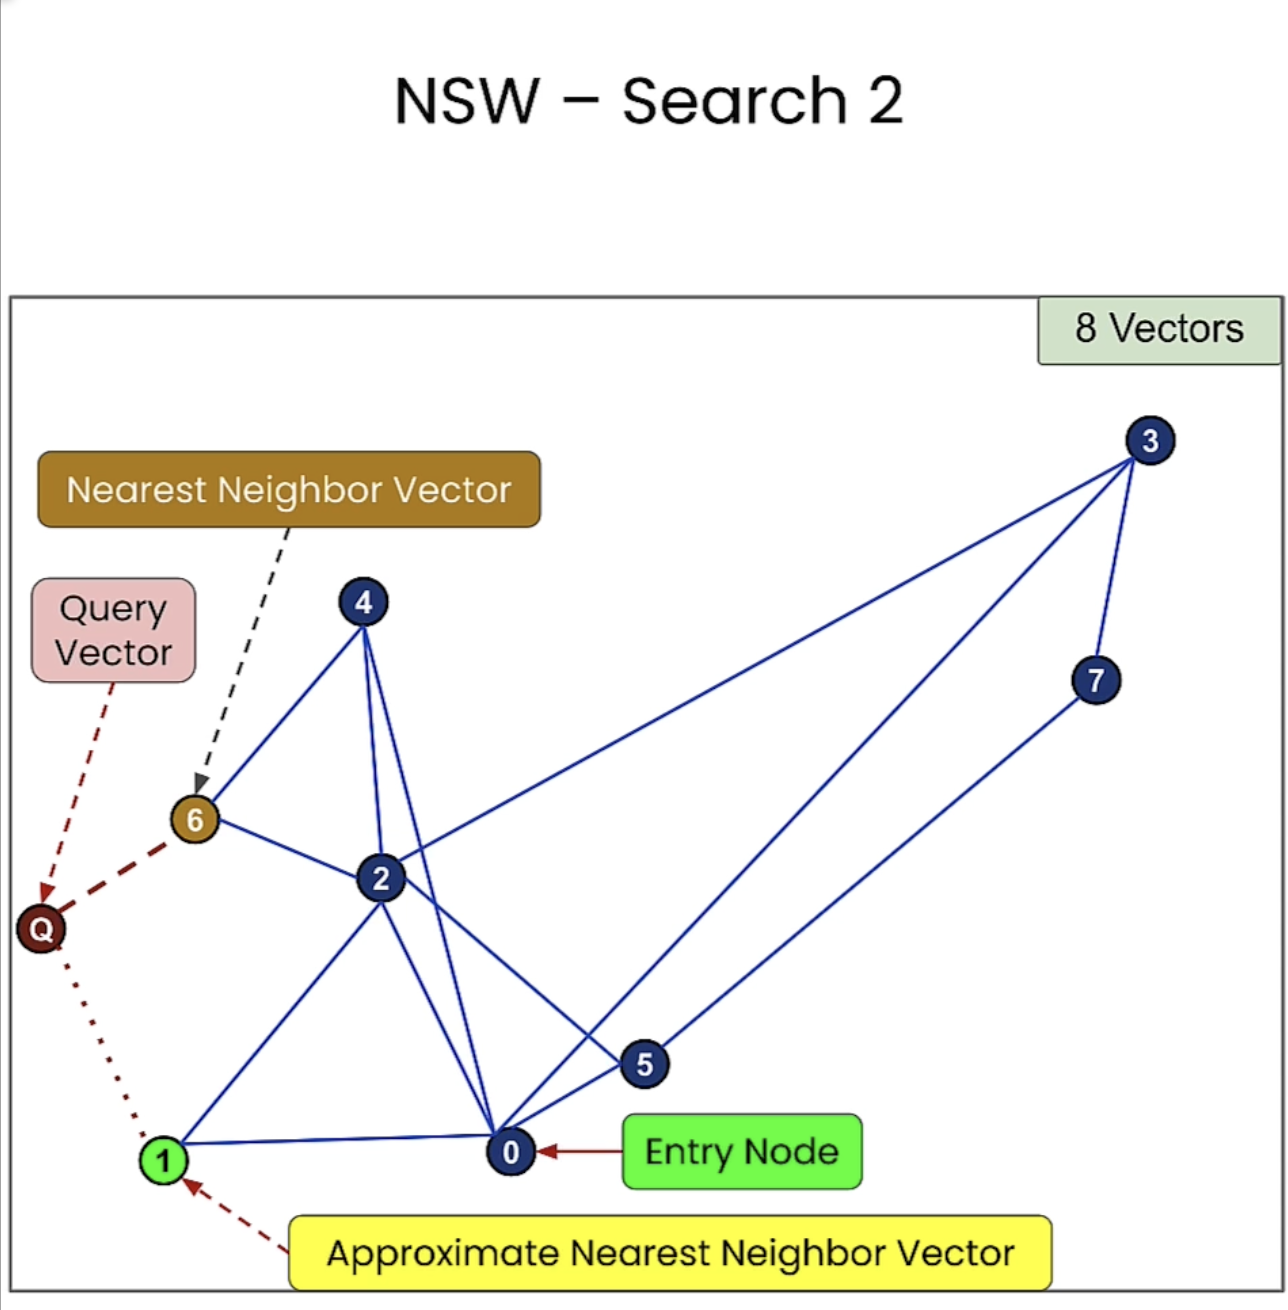 NSW – Search 2
8 Vectors
3
Nearest Neighbor Vector
Query
Vector
4
7
6
2
Q
5
1
0
Entry Node
Approximate Nearest Neighbor Vector